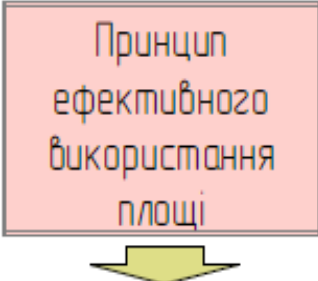 Принцип
ефективного
використання
площі